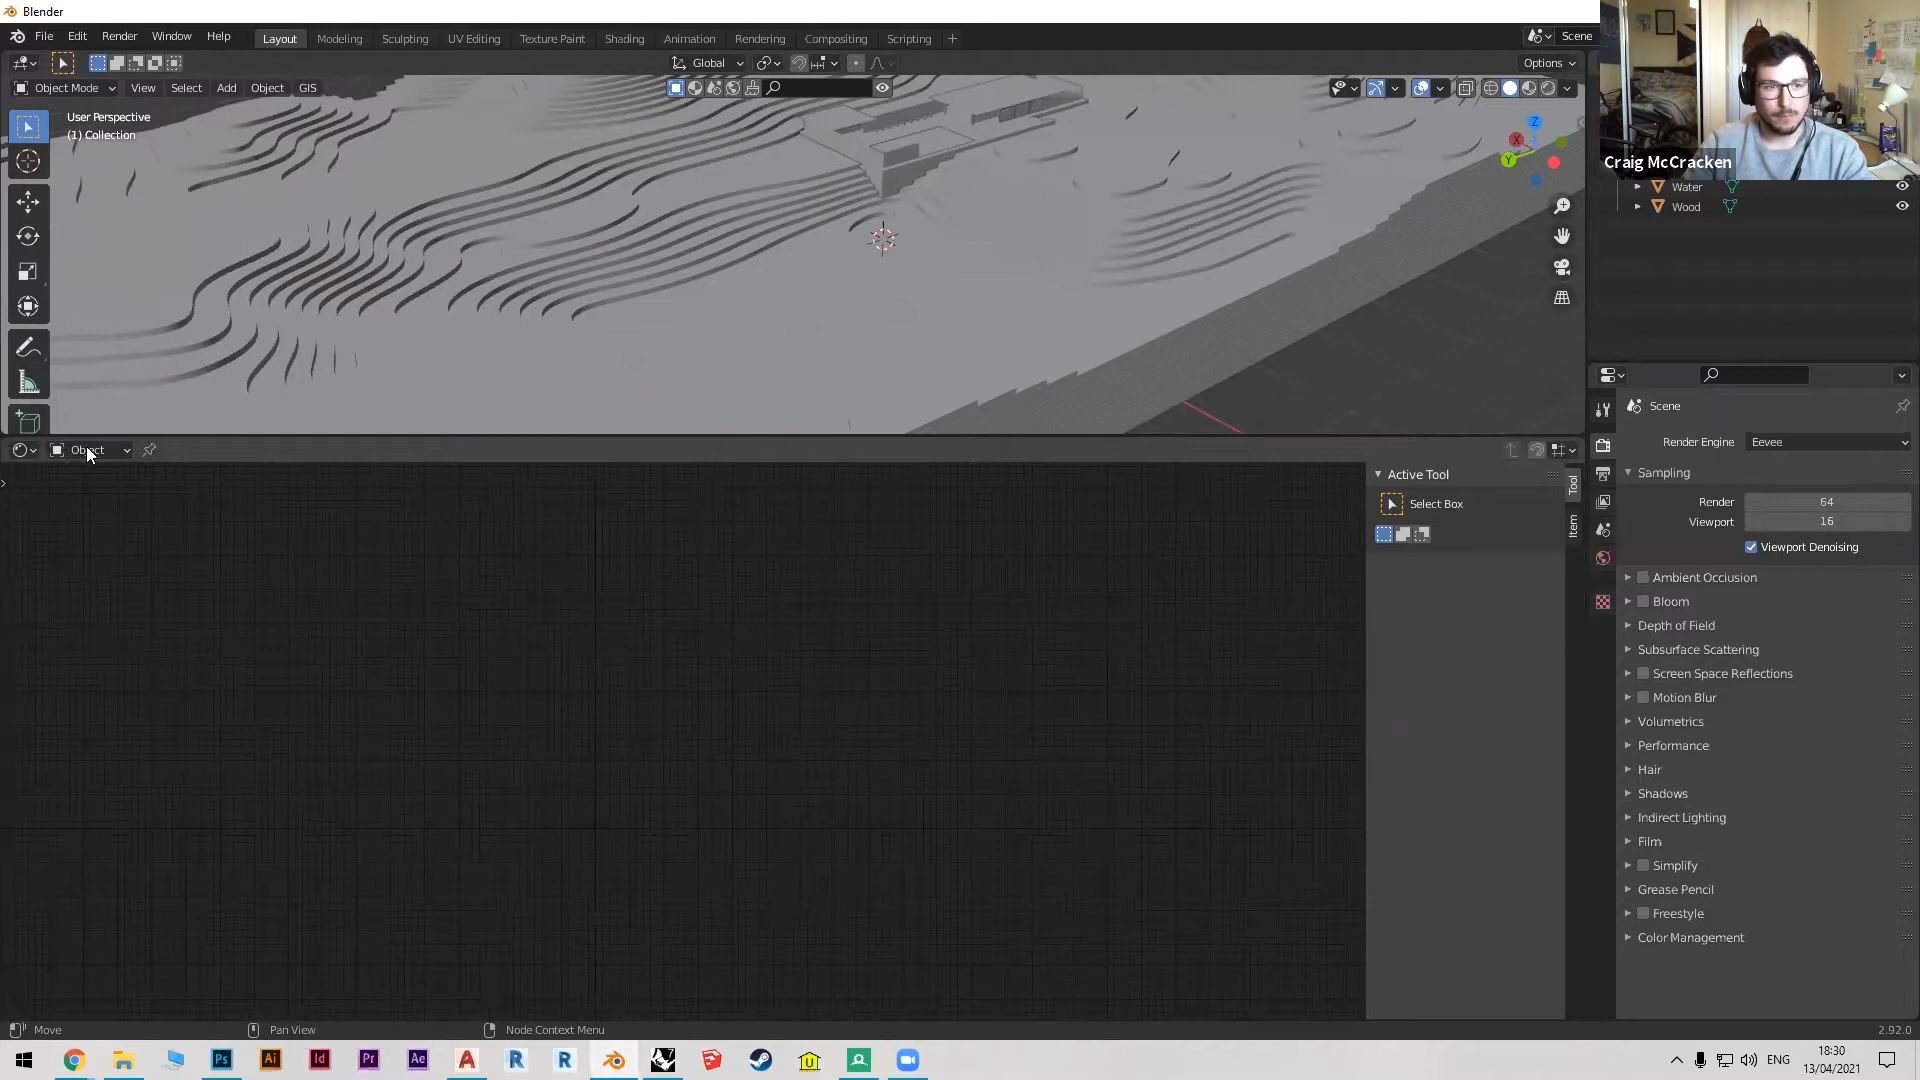 Blender
File Edit Render Window Help Layout Modeling Sculpting UV Editing Texture Paint Shading Animation Rendering Compositing Scripting + Scene
Global Options
Object Mode View Select Add Object GIS
User Perspective
(1) Collection
Z
X
Y
Craig McCracken
Water
Wood
Scene
Render Engine Eevee
Sampling
Render 64
Viewport 16
Viewport Denoising
Ambient Occlusion
Bloom
Depth of Field
Subsurface Scattering
Screen Space Reflections
Motion Blur
Volumetrics
Performance
Hair
Shadows
Indirect Lighting
Film
Simplify
Grease Pencil
Freestyle
Color Management
Object
Active Tool
Select Box
Tool
Item
Move Pan View Node Context Menu 2.92.0
Ps Ai Id Pr Ae A R R
ENG
18:30
13/04/2021